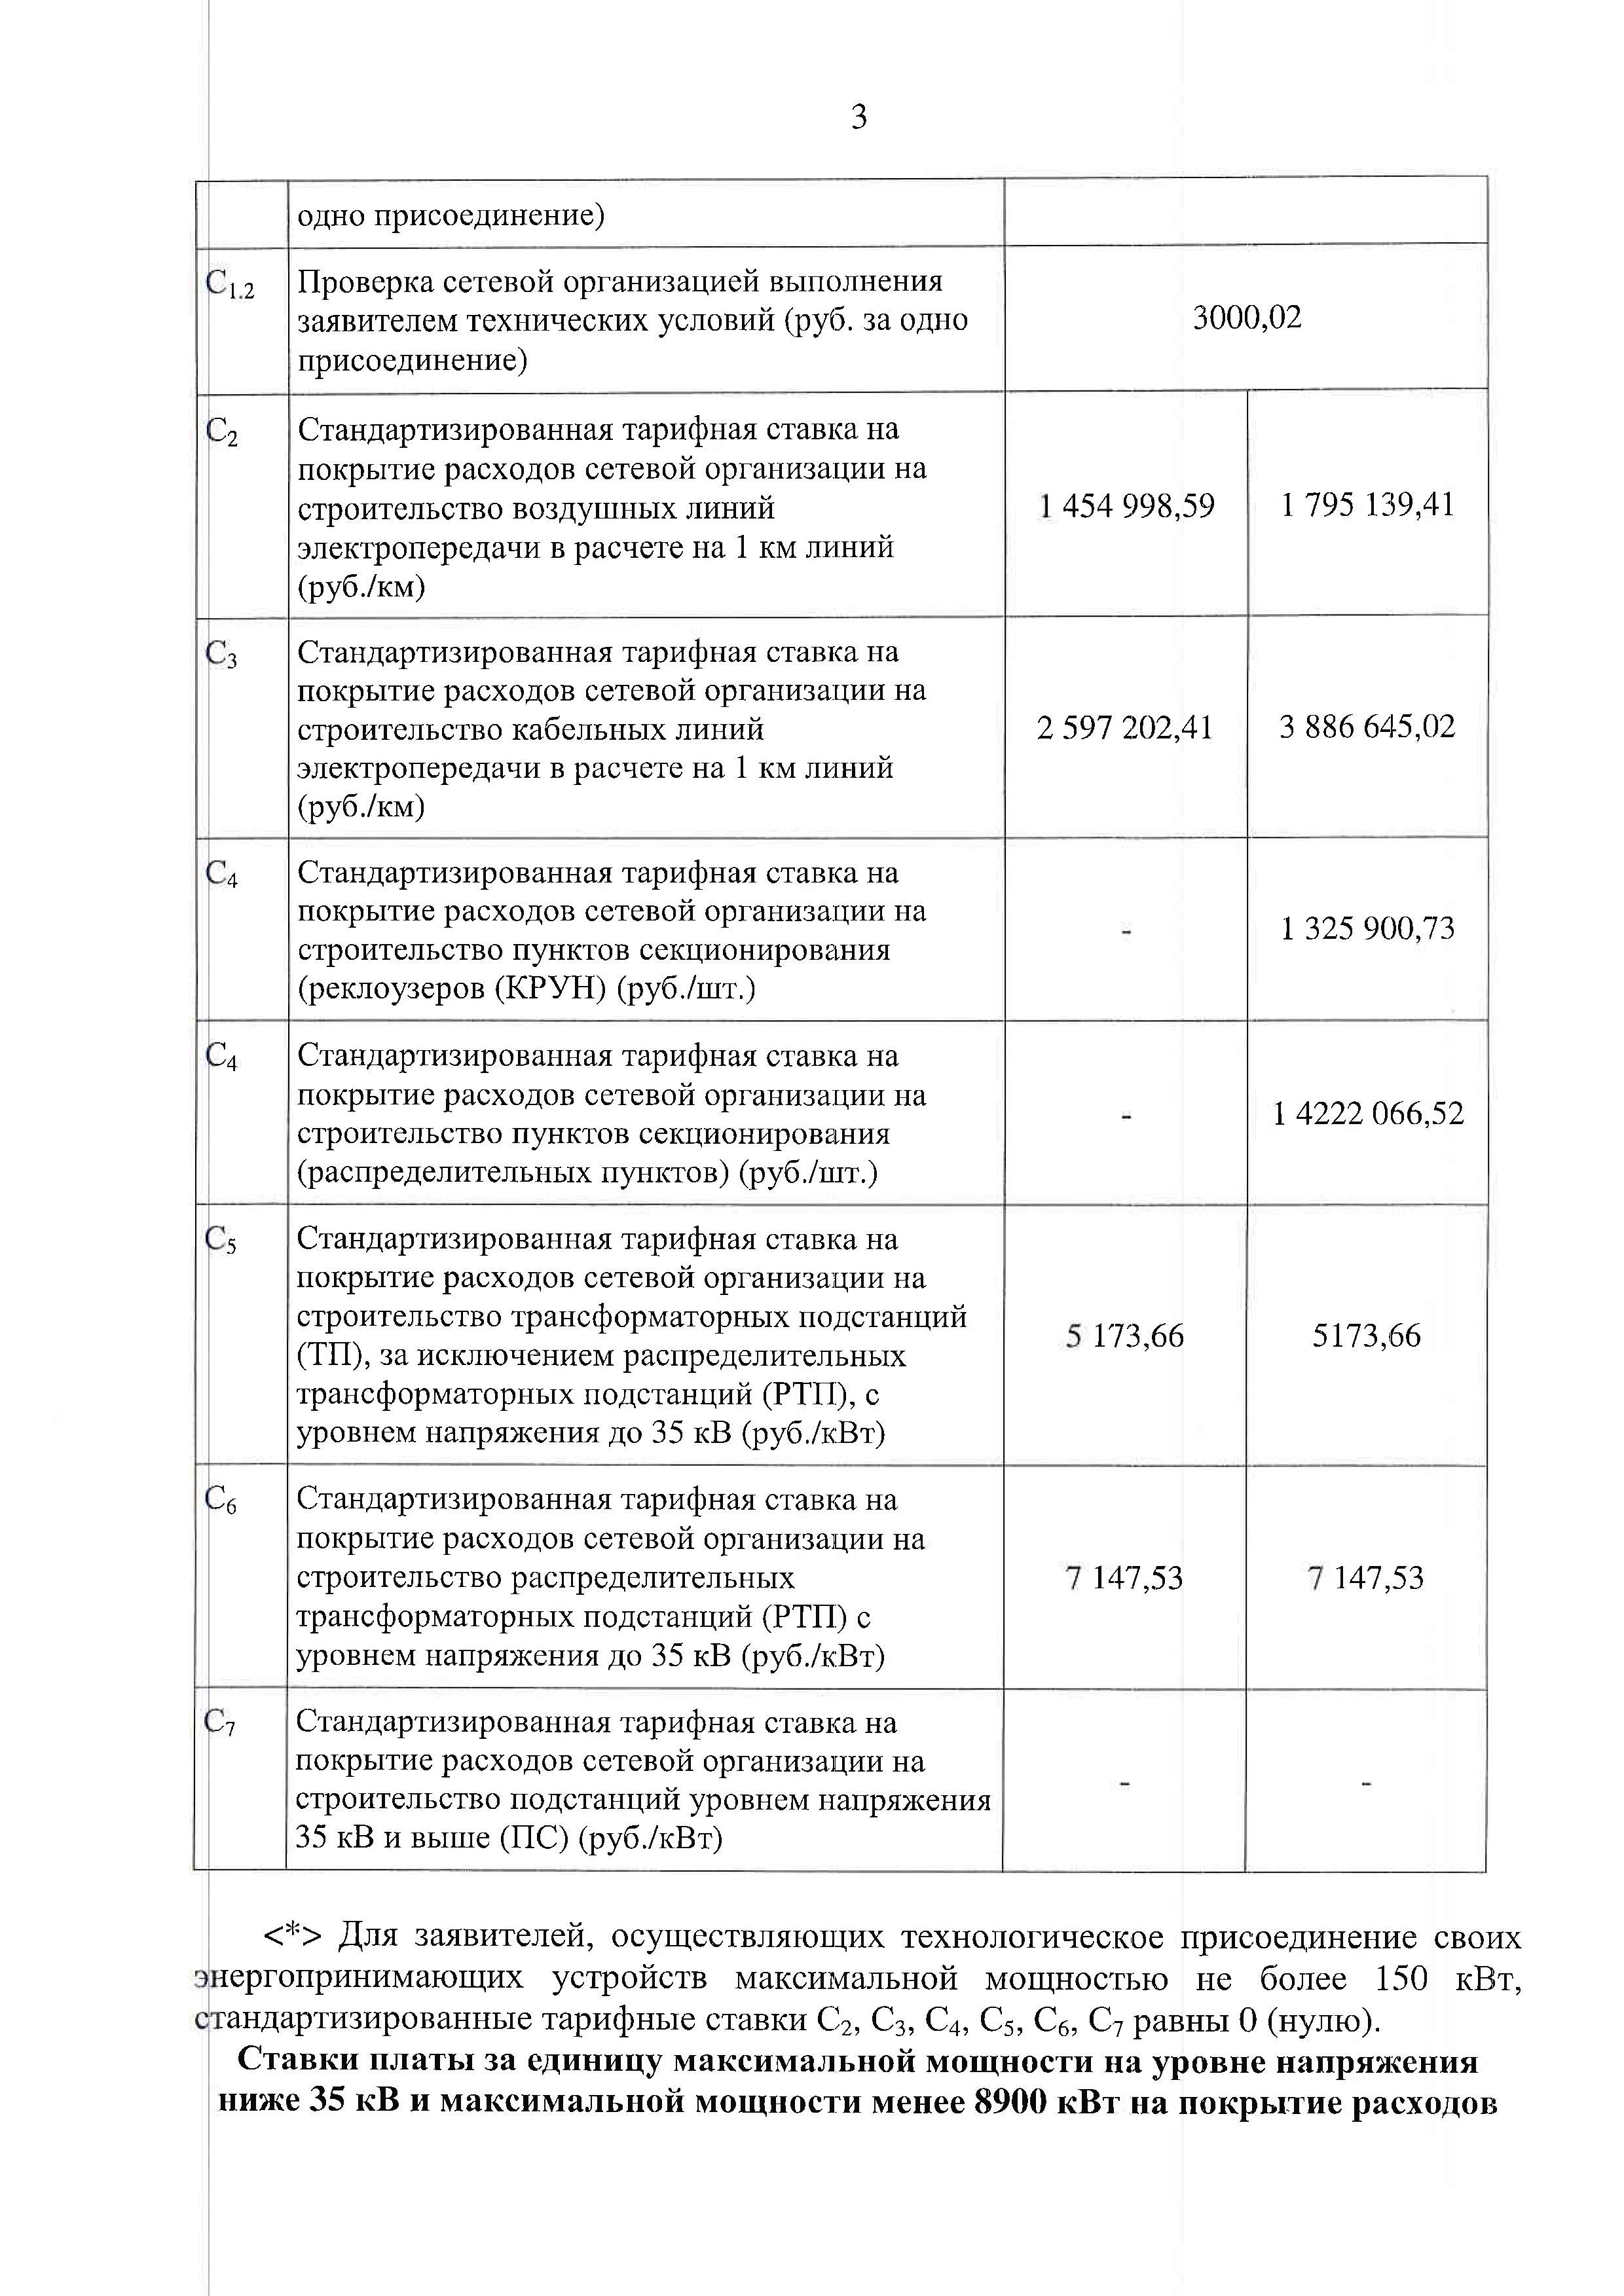 3
одно присоединение)
С1.2
Проверка сетевой организацией выполнения
заявителем технических условий (руб. за одно
присоединение)
3000,02
С2
Стандартизированная тарифная ставка на
покрытие расходов сетевой организации на
строительство воздушных линий
электропередачи в расчете на 1 км линий
(руб./км)
1 454 998,59
1 795 139,41
С3
Стандартизированная тарифная ставка на
покрытие расходов сетевой организации на
строительство кабельных линий
электропередачи в расчете на 1 км линий
(руб./км)
2 597 202,41
3 886 645,02
С4
Стандартизированная тарифная ставка на
покрытие расходов сетевой организации на
строительство пунктов секционирования
(реклоузеров (КРУН) (руб./шт.)
-
1 325 900,73
С4
Стандартизированная тарифная ставка на
покрытие расходов сетевой организации на
строительство пунктов секционирования
(распределительных пунктов) (руб./шт.)
-
1 4222 066,52
С5
Стандартизированная тарифная ставка на
покрытие расходов сетевой организации на
строительство трансформаторных подстанций
(ТП), за исключением распределительных
трансформаторных подстанций (РТП), с
уровнем напряжения до 35 кВ (руб./кВт)
5 173,66
5173,66
С6
Стандартизированная тарифная ставка на
покрытие расходов сетевой организации на
строительство распределительных
трансформаторных подстанций (РТП) с
уровнем напряжения до 35 кВ (руб./кВт)
7 147,53
7 147,53
С7
Стандартизированная тарифная ставка на
покрытие расходов сетевой организации на
строительство подстанций уровнем напряжения
35 кВ и выше (ПС) (руб./кВт)
-
-
<*> Для заявителей, осуществляющих технологическое присоединение своих
энергопринимающих устройств максимальной мощностью не более 150 кВт,
стандартизированные тарифные ставки С2, С3, С4, С5, С6, С7 равны 0 (нулю).
Ставки платы за единицу максимальной мощности на уровне напряжения
ниже 35 кВ и максимальной мощности менее 8900 кВт на покрытие расходов